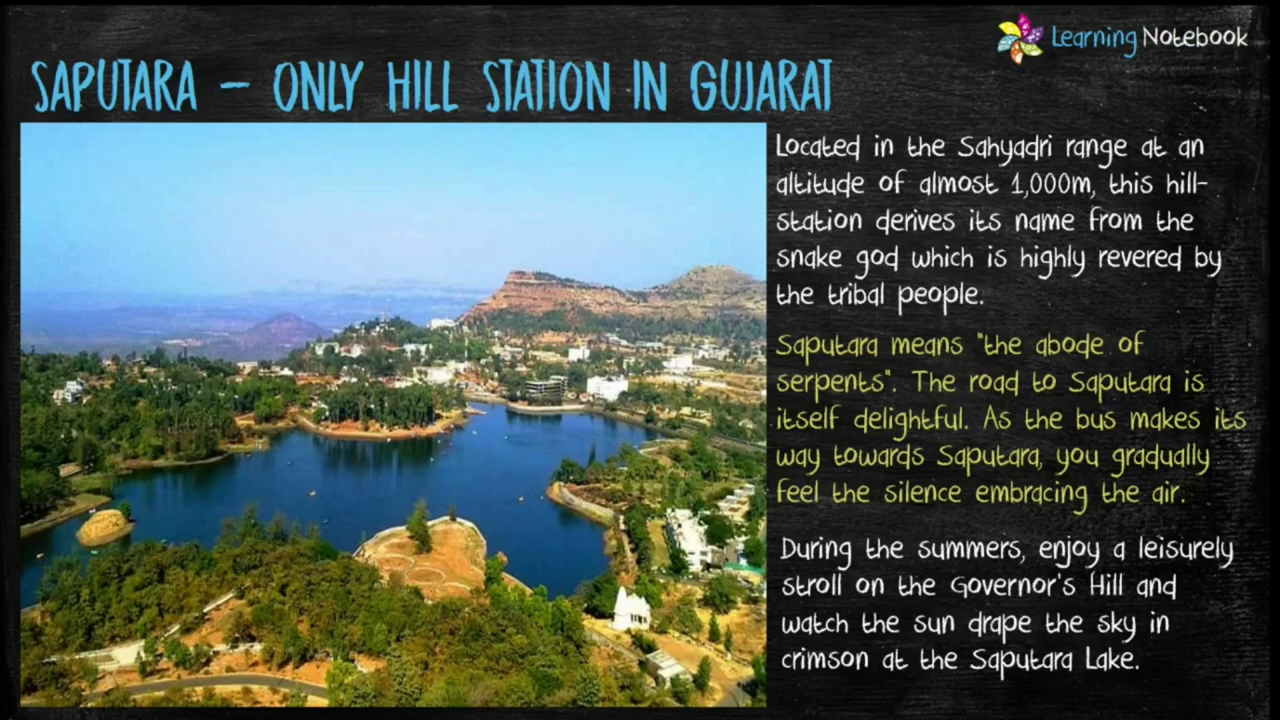 Learning Notebook
SAPUTARA – ONLY HILL STATION IN GUJARAT
Located in the Sahyadri range at an
altitude of almost 1,000m, this hill-
station derives its name from the
snake god which is highly revered by
the tribal people.
Saputara means "the abode of
serpents". The road to Saputara is
itself delightful. As the bus makes its
way towards Saputara, you gradually
feel the silence embracing the air.
During the summers, enjoy a leisurely
stroll on the Governor's Hill and
watch the sun drape the sky in
crimson at the Saputara Lake.